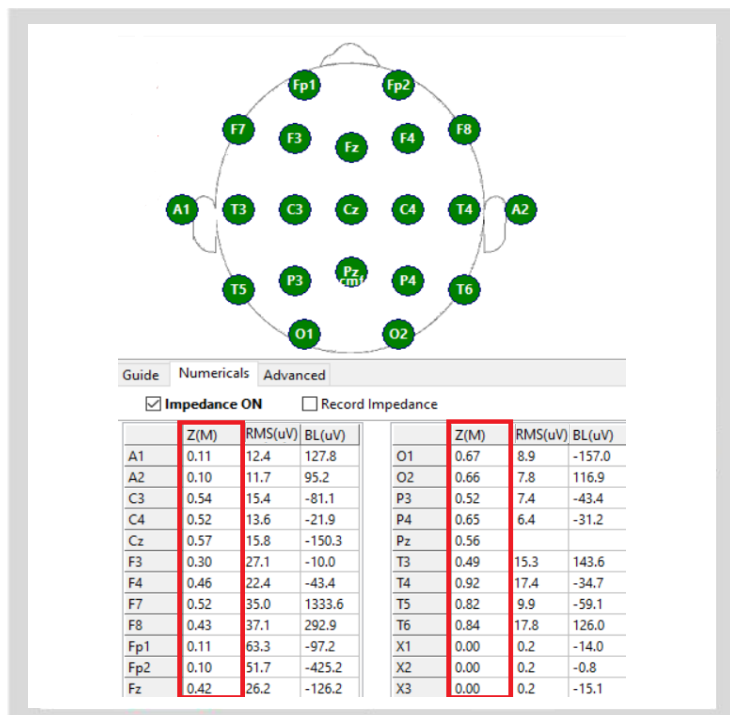 Fp1 Fp2
F7 F3 Fz F4 F8
A1 T3 C3 Cz C4 T4 A2
T5 P3 Pz P4 T6
cmf
O1 O2
Guide Numericals Advanced
Impedance ON Record Impedance
Z(M) RMS(uV) BL(uV) Z(M) RMS(uV) BL(uV)
A1 0.11 12.4 127.8 O1 0.67 8.9 -157.0
A2 0.10 11.7 95.2 O2 0.66 7.8 116.9
C3 0.54 15.4 -81.1 P3 0.52 7.4 -43.4
C4 0.52 13.6 -21.9 P4 0.65 6.4 -31.2
Cz 0.57 15.8 -150.3 Pz 0.56
F3 0.30 27.1 -10.0 T3 0.49 15.3 143.6
F4 0.46 22.4 -43.4 T4 0.92 17.4 -34.7
F7 0.52 35.0 1333.6 T5 0.82 9.9 -59.1
F8 0.43 37.1 292.9 T6 0.84 17.8 126.0
Fp1 0.11 63.3 -97.2 X1 0.00 0.2 -14.0
Fp2 0.10 51.7 -425.2 X2 0.00 0.2 -0.8
Fz 0.42 26.2 -126.2 X3 0.00 0.2 -15.1